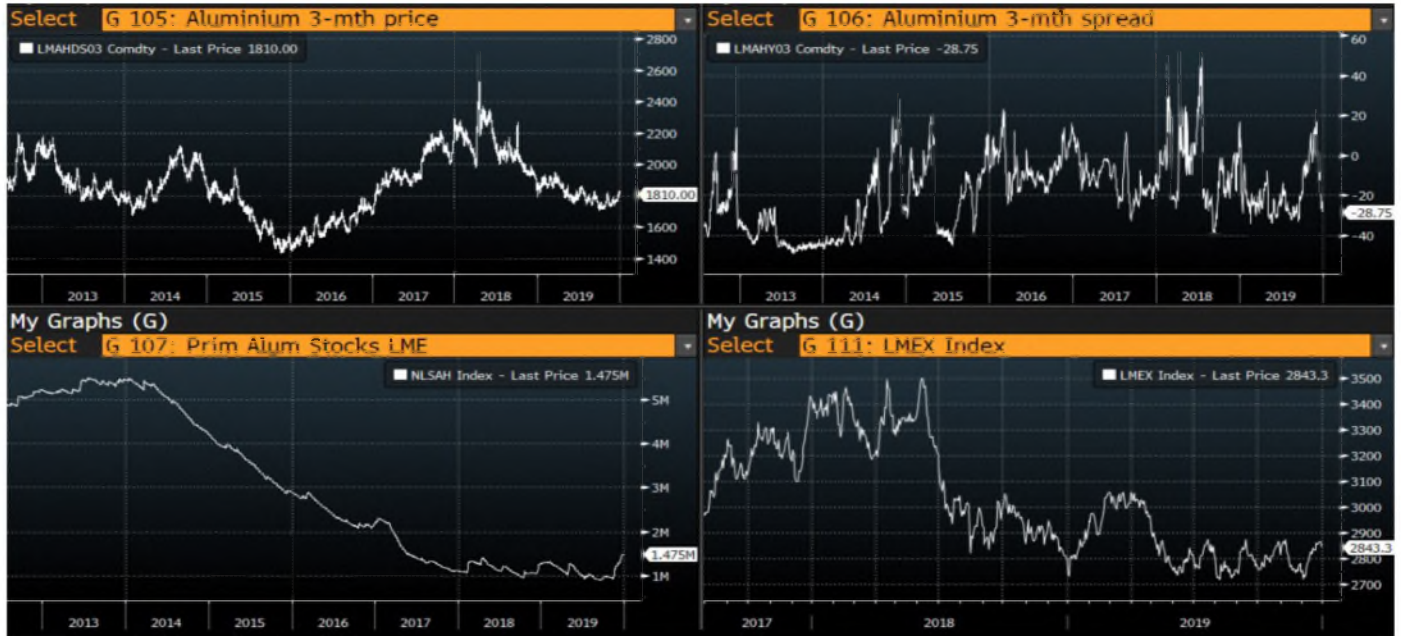 Select G 105: Aluminium 3-mth price
LMAHDS03 Comdty - Last Price 1810.00
2800
2600
2400
2200
2000
1810.00
1600
1400
2013 2014 2015 2016 2017 2018 2019
Select G 106: Aluminium 3-mth spread
LMAHY03 Comdty - Last Price -28.75
60
40
20
0
-20
-28.75
-40
2013 2014 2015 2016 2017 2018 2019
My Graphs (G)
Select G 107: Prim Alum Stocks LME
NLSAH Index - Last Price 1.475M
5M
4M
3M
2M
1.475M
1M
2013 2014 2015 2016 2017 2018 2019
My Graphs (G)
Select G 111: LMEX Index
LMEX Index - Last Price 2843.3
3500
3400
3300
3200
3100
3000
2900
2843.3
2800
2700
2017 2018 2019